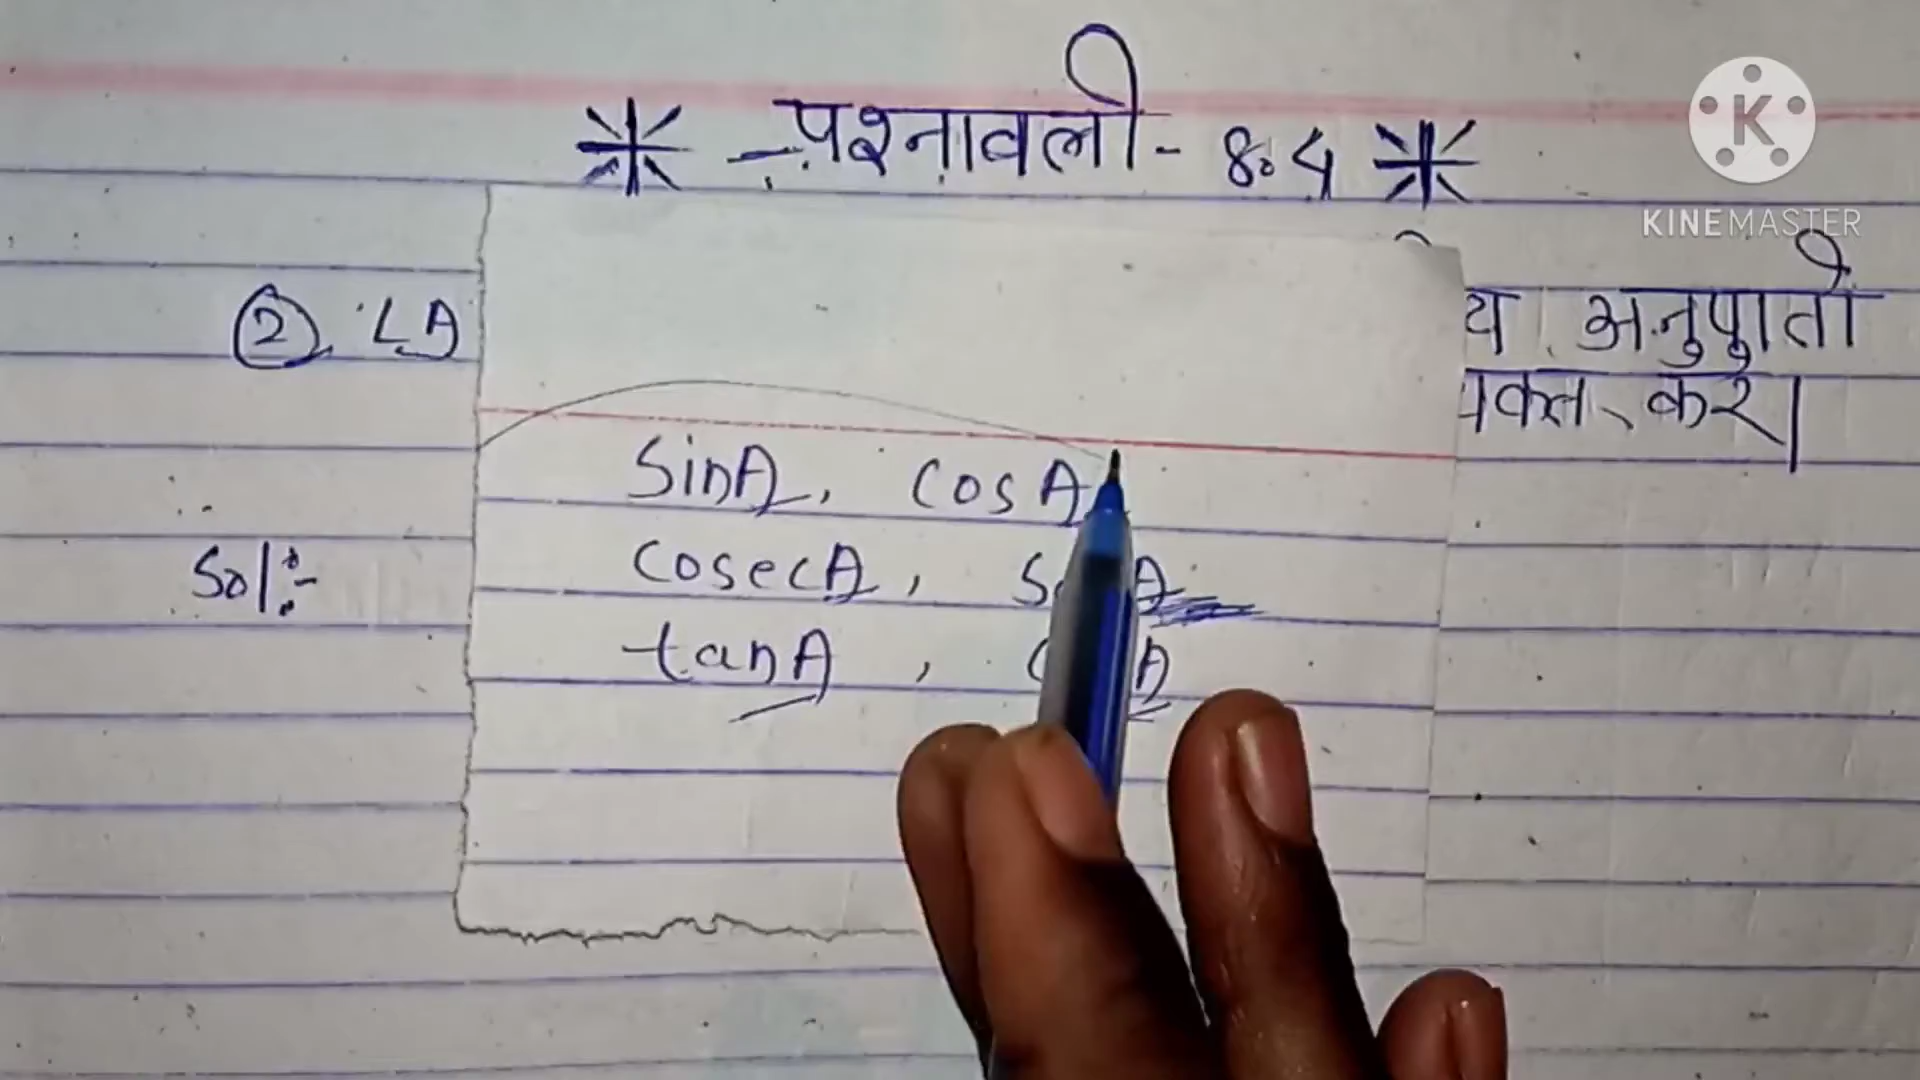 प्रश्नावली - 8.4
K
KINEMASTER
② ∠A
य अनुपातो
यक्त करे।
Sol:-
SinA, COSA
COSECA, A
tanA, A